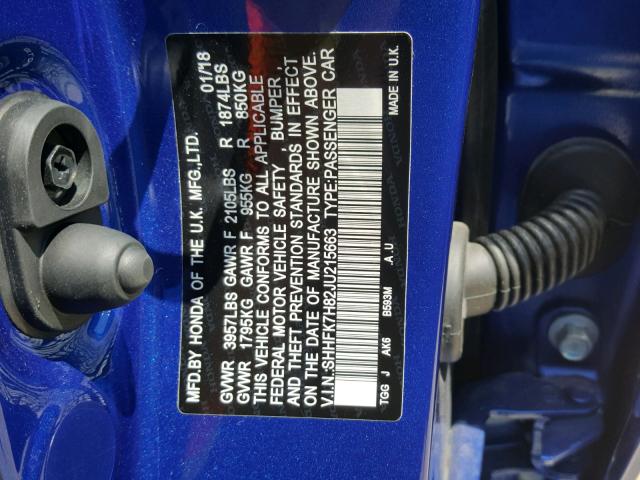 MFD.BY HONDA OF THE U.K. MFG.,LTD. 01/18
GVWR 3957LBS GAWR F 2105LBS R 1874LBS
GVWR 1795KG GAWR F 955KG R 850KG
THIS VEHICLE CONFORMS TO ALL APPLICABLE
FEDERAL MOTOR VEHICLE SAFETY , BUMPER ,
AND THEFT PREVENTION STANDARDS IN EFFECT
ON THE DATE OF MANUFACTURE SHOWN ABOVE.
V.I.N.:SHHFK7H82JU215663 TYPE:PASSENGER CAR
TGG J AK6 B593M .A U MADE IN U.K.